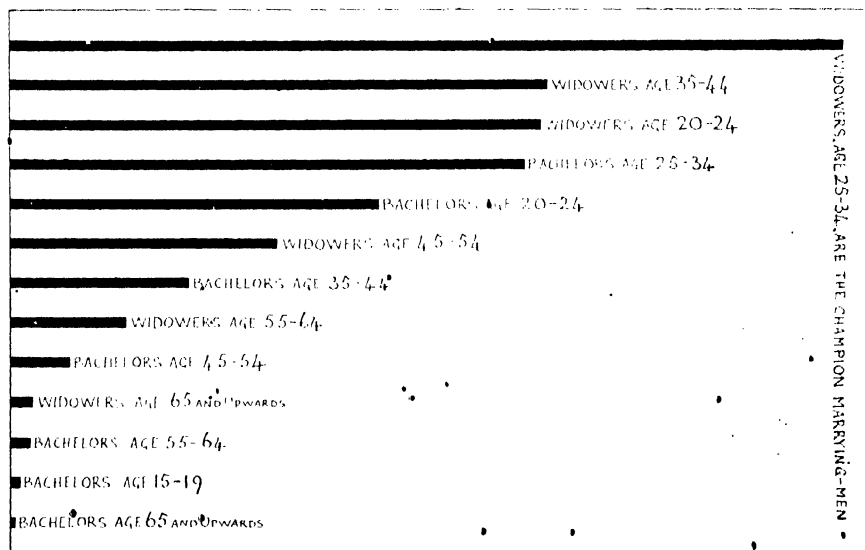 WIDOWERS, AGE 25-34, ARE THE CHAMPION MARRYING-MEN
WIDOWERS AGE 35-44
WIDOWERS AGE 20-24
BACHELORS AGE 25-34
BACHELORS AGE 20-24
WIDOWERS AGE 45-54
BACHELORS AGE 35-44
WIDOWERS AGE 55-64
BACHELORS AGE 45-54
WIDOWERS AGE 65 AND UPWARDS
BACHELORS AGE 55-64
BACHELORS AGE 15-19
BACHELORS AGE 65 AND UPWARDS